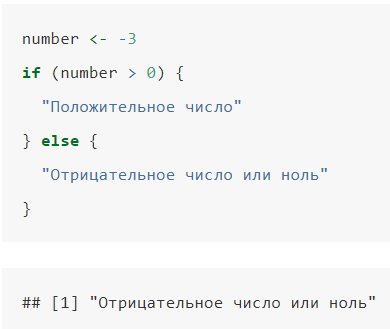 number <- -3
if (number > 0) {
  "Положительное число"
} else {
  "Отрицательное число или ноль"
}
## [1] "Отрицательное число или ноль"